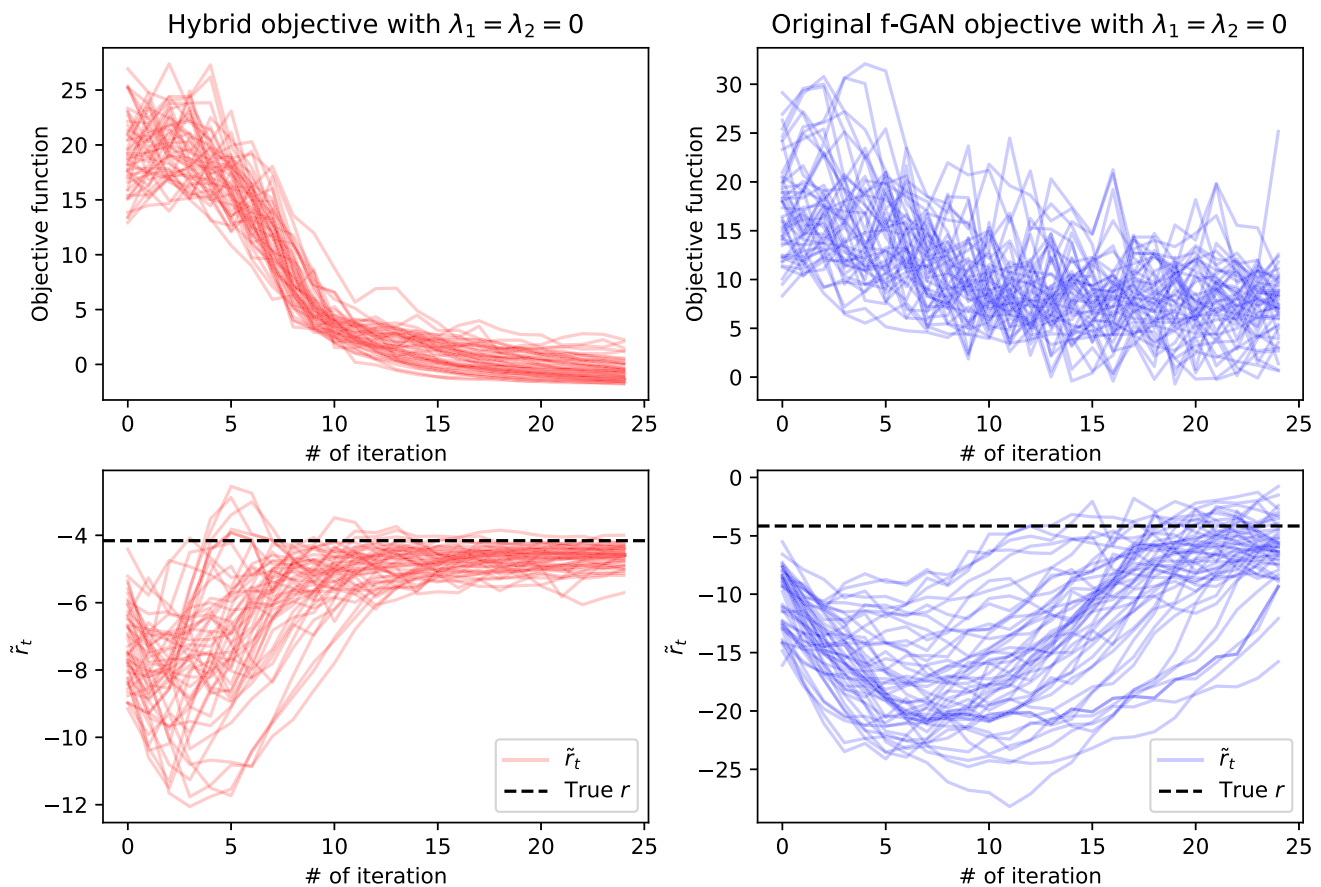 Hybrid objective with λ₁ = λ₂ = 0
Objective function
25
20
15
10
5
0
0 5 10 15 20 25
# of iteration
Original f-GAN objective with λ₁ = λ₂ = 0
Objective function
30
25
20
15
10
5
0
0 5 10 15 20 25
# of iteration
r̃ₜ
−4
−6
−8
−10
−12
r̃ₜ
True r
0 5 10 15 20 25
# of iteration
r̃ₜ
0
−5
−10
−15
−20
−25
r̃ₜ
True r
0 5 10 15 20 25
# of iteration